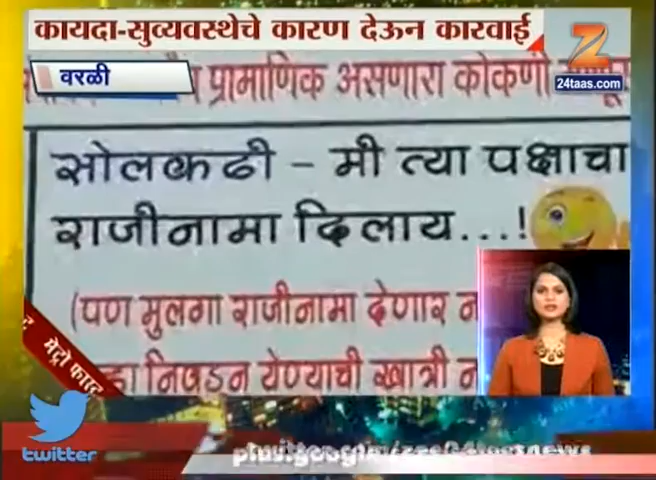 कायदा-सुव्यवस्थेचे कारण देऊन कारवाई
24taas.com
वरळी
प्रामाणिक असणारा कोकणी
सोलकढी - मी त्या पक्षाचा
राजीनामा दिलाय...!
(पण मुलगा राजीनामा देणार
निवडून येण्याची खात्री
मेट्रो
twitter